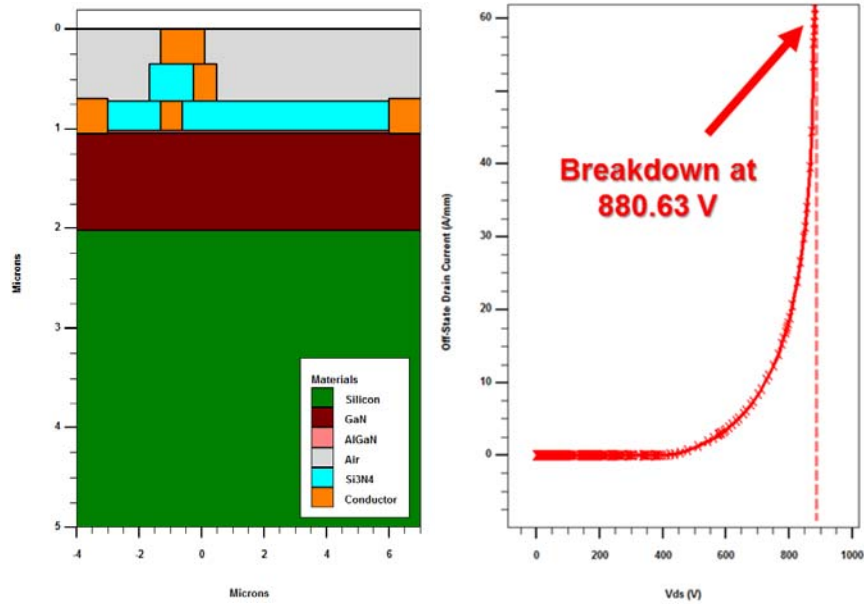 0
1
2
3
4
5
Microns
-4
-2
0
2
4
6
Microns
Materials
Silicon
GaN
AlGaN
Air
Si3N4
Conductor
60
50
40
30
20
10
0
Off-State Drain Current (A/mm)
Breakdown at
880.63 V
0
200
400
600
800
1000
Vds (V)